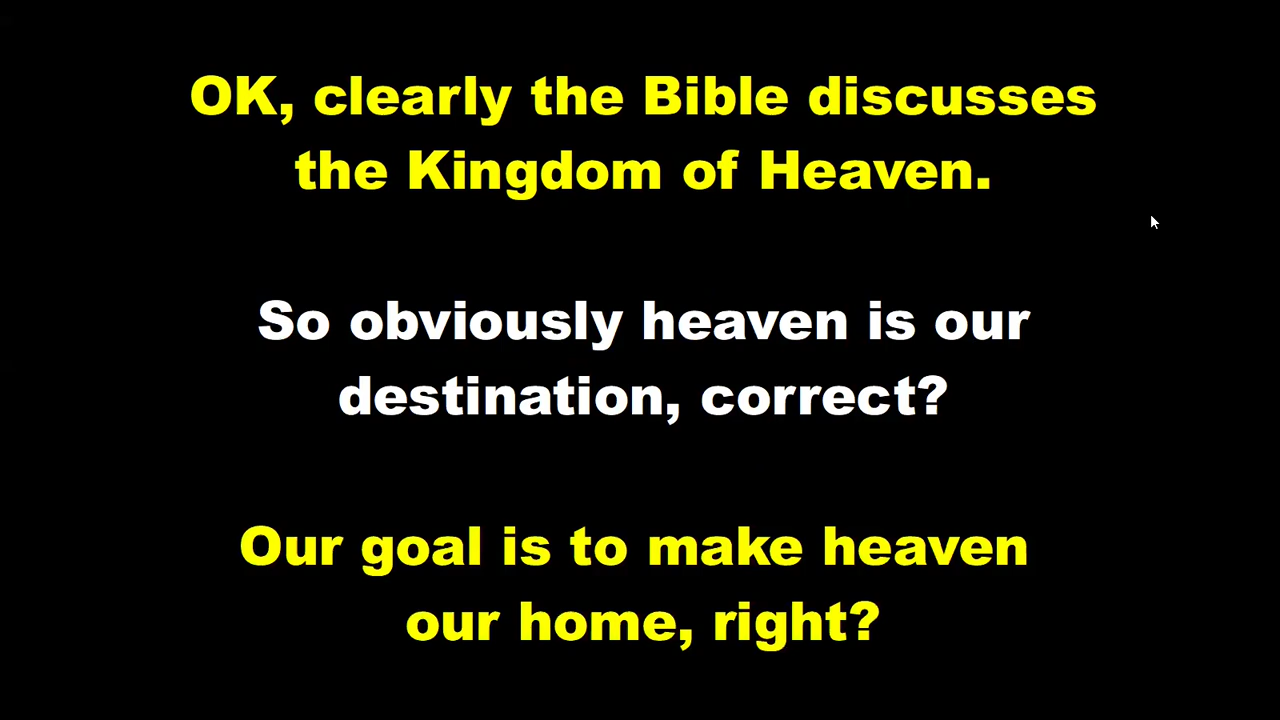 OK, clearly the Bible discusses
the Kingdom of Heaven.
So obviously heaven is our
destination, correct?
Our goal is to make heaven
our home, right?